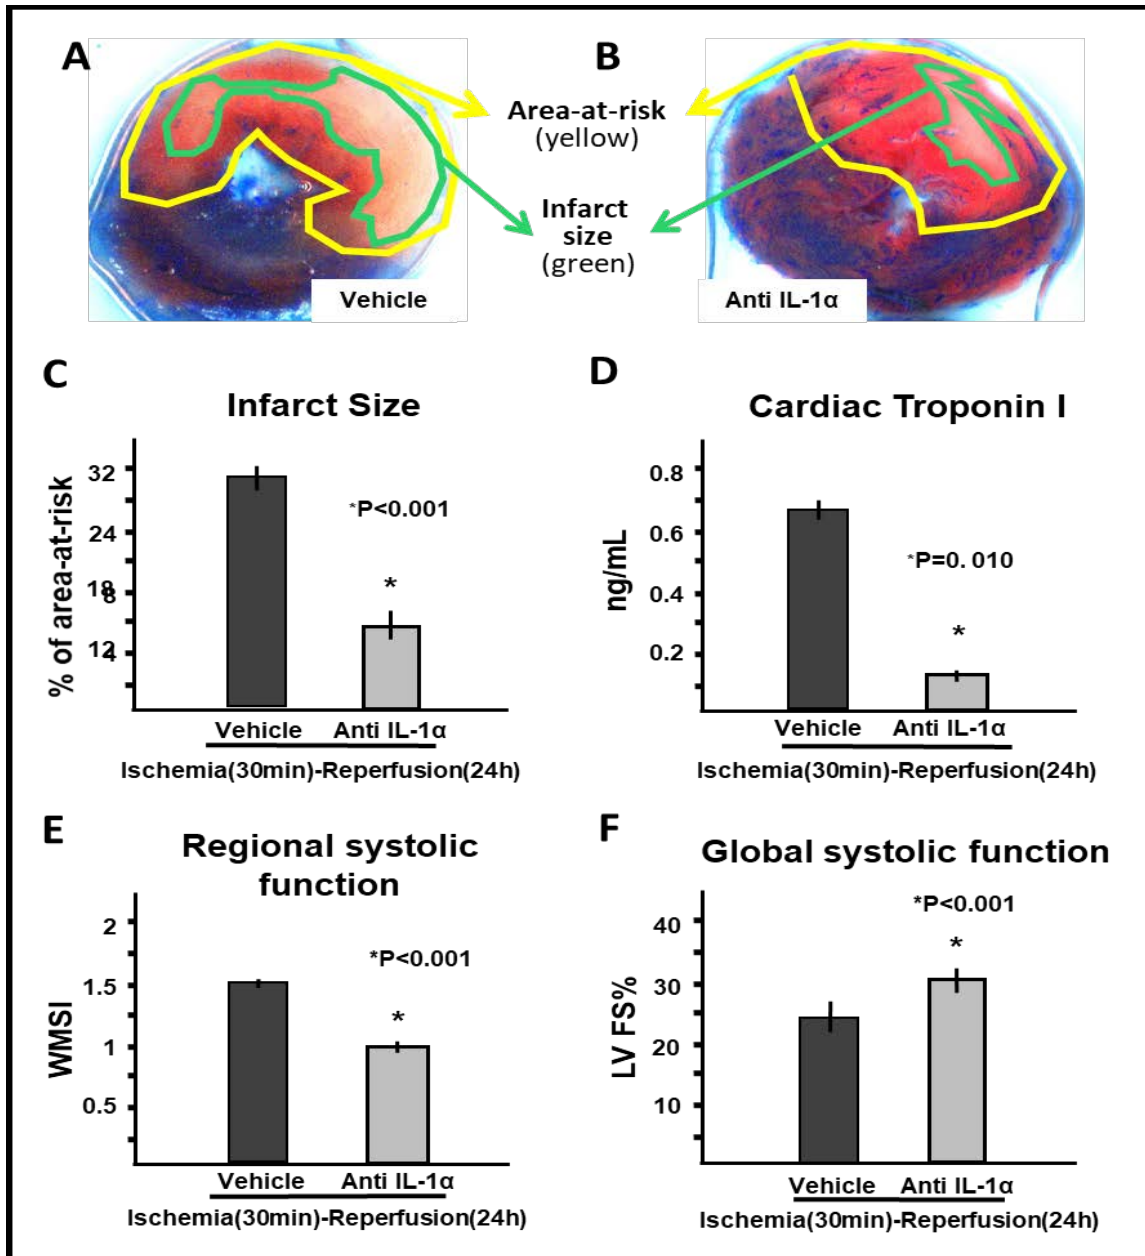 A
B
Area-at-risk
(yellow)
Infarct
size
(green)
Vehicle
Anti IL-1α
C
Infarct Size
% of area-at-risk
32
24
18
8
12
*P<0.001
*
Vehicle Anti IL-1α
Ischemia(30min)-Reperfusion(24h)
D
Cardiac Troponin I
ng/mL
0.8
0.6
0.4
0.2
*P=0.010
*
Vehicle Anti IL-1α
Ischemia(30min)-Reperfusion(24h)
E
Regional systolic
function
WMSI
2
1.5
1
0.5
*P<0.001
*
Vehicle Anti IL-1α
Ischemia(30min)-Reperfusion(24h)
F
Global systolic function
LV FS%
40
30
20
10
*P<0.001
*
Vehicle Anti IL-1α
Ischemia(30min)-Reperfusion(24h)